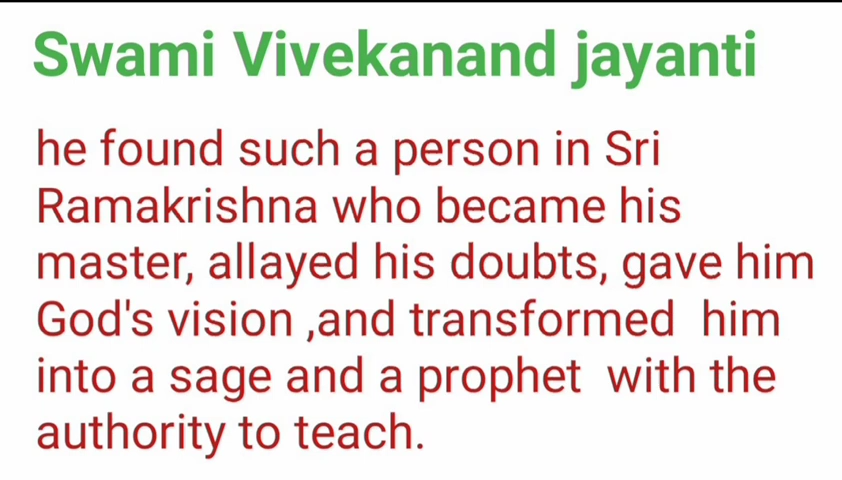 Swami Vivekanand jayanti
he found such a person in Sri
Ramakrishna who became his
master, allayed his doubts, gave him
God's vision ,and transformed  him
into a sage and a prophet  with the
authority to teach.